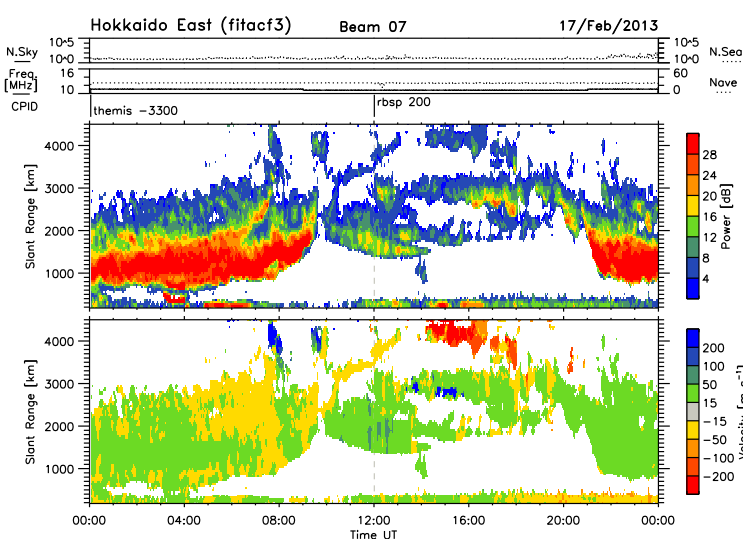 Hokkaido East (fitacf3) Beam 07 17/Feb/2013
N.Sky 10^5 10^0 10^5 10^0 N.Sea
Freq. [MHz] 16 10 60 0 Nave
CPID themis -3300 rbsp 200
Slant Range [km]
4000
3000
2000
1000
28
24
20
16
12
8
4
Power [dB]
Slant Range [km]
4000
3000
2000
1000
200
100
50
15
-15
-50
-100
-200
Velocity [m s^-1]
00:00 04:00 08:00 12:00 16:00 20:00 00:00
Time UT